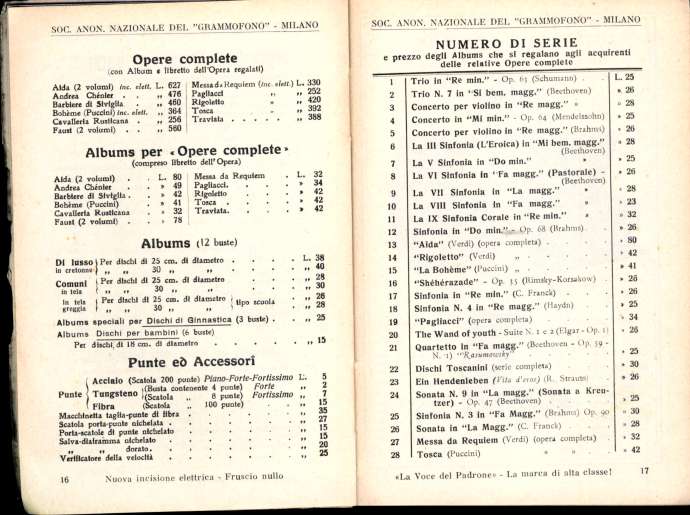 SOC. ANON. NAZIONALE DEL "GRAMMOFONO" - MILANO
Opere complete
(con Album e libretto dell'Opera regalati)
Aida (2 volumi) inc. elett. L. 627
Andrea Chénier . . „ 476
Barbiere di Siviglia . „ 460
Bohème (Puccini) inc. elett. „ 364
Cavalleria Rusticana . „ 256
Faust (2 volumi) . . „ 560
Messa da Requiem (inc. elett.) L. 330
Pagliacci „ „ 252
Rigoletto „ „ 420
Tosca „ „ 392
Traviata . . . . . „ 388
Albums per «Opere complete»
(compreso libretto dell'Opera)
Aida (2 volumi) . . L. 80
Andrea Chénier . . » 49
Barbiere di Siviglia . . » 42
Bohème (Puccini) . . » 41
Cavalleria Rusticana . » 32
Faust (2 volumi) . . » 78
Messa da Requiem . L. 32
Pagliacci. . . . » 34
Rigoletto . . . » 42
Tosca . . . . » 42
Traviata. . . . » 42
Albums (12 buste)
Di lusso in cretonne Per dischi di 25 cm. di diametro . . . . L. 38
„ „ 30 „ „ . . . . „ 40
Comuni in tela Per dischi di 25 cm. di diametro . . . . „ 28
„ „ 30 „ „ . . . . „ 30
in tela greggia Per dischi di 25 cm. di diametro tipo scuola . . „ 26
„ „ 30 „ „ . . „ 28
Albums speciali per Dischi di Ginnastica (3 buste) . . „ 25
Albums Dischi per bambini (6 buste)
Per dischi di 18 cm. di diametro . . . . . „ 15
Punte ed Accessori
Punte Acciaio (Scatola 200 punte) Piano-Forte-Fortissimo L. 5
Tungsteno (Busta contenente 4 punte) Forte „ 2
(Scatola „ 8 punte) Fortissimo „ 7
Fibra (Scatola „ 100 punte) . . „ 15
Macchinetta taglia-punte di fibra . . . . „ 35
Scatola porta-punte nichelata . . . . . „ 27
Porta-scatole di punte nichelato . . . . „ 15
Salva-diaframma nichelato . . . . . „ 15
„ „ dorato . . . . . „ 20
Verificatore della velocità . . . . . „ 25
16 Nuova incisione elettrica - Fruscio nullo
SOC. ANON. NAZIONALE DEL "GRAMMOFONO" - MILANO
NUMERO DI SERIE
e prezzo degli Albums che si regalano agli acquirenti
delle relative Opere complete
1 Trio in "Re min." - Op. 63 (Schumann) . . L. 25
2 Trio N. 7 in "Si bem. magg." (Beethoven) » 26
3 Concerto per violino in "Re magg." » » 28
4 Concerto in "Mi min." - Op. 64 (Mendelssohn) » 25
5 Concerto per violino in "Re magg." (Brahms) » 26
6 La III Sinfonia (L'Eroica) in "Mi bem. magg."
(Beethoven) » 28
7 La V Sinfonia in "Do min." » » 25
8 La VI Sinfonia in "Fa magg." (Pastorale) -
(Beethoven) » 26
9 La VII Sinfonia in "La magg." » » 28
10 La VIII Sinfonia in "Fa magg." » » 23
11 La IX Sinfonia Corale in "Re min." » » 32
12 Sinfonia in "Do min." - Op. 68 (Brahms) . » 26
13 "Aida" (Verdi) (opera completa) . . . » 80
14 "Rigoletto" (Verdi) „ . . . » 42
15 "La Bohème" (Puccini) „ . . . » 41
16 "Shéhérazade" - Op. 35 (Rimsky-Korsakow) » 26
17 Sinfonia in "Re min." (C. Franck) . . » 26
18 Sinfonia N. 4 in "Re magg." (Haydn) . » 25
19 "Pagliacci" (opera completa) . . . » 34
20 The Wand of youth - Suite N. 1 e 2 (Elgar - Op. 1) » 26
21 Quartetto in "Fa magg." (Beethoven - Op. 59 -
N. 1) "Rasumowsky" . . . » 25
22 Dischi Toscanini (serie completa) . . . » 30
23 Ein Hendenleben (Vita d'eroe) (R. Strauss) . » 26
24 Sonata N. 9 in "La magg." (Sonata a Kreu-
tzer) - Op. 47 (Beethoven) . . . » 25
25 Sinfonia N. 3 in "Fa Magg." (Brahms) Op. 90 » 30
26 Sonata in "La Magg." (C. Franck) . . » 28
27 Messa da Requiem (Verdi) (opera completa) » 32
28 Tosca (Puccini) » » 42
«La Voce del Padrone» - La marca di alta classe! 17